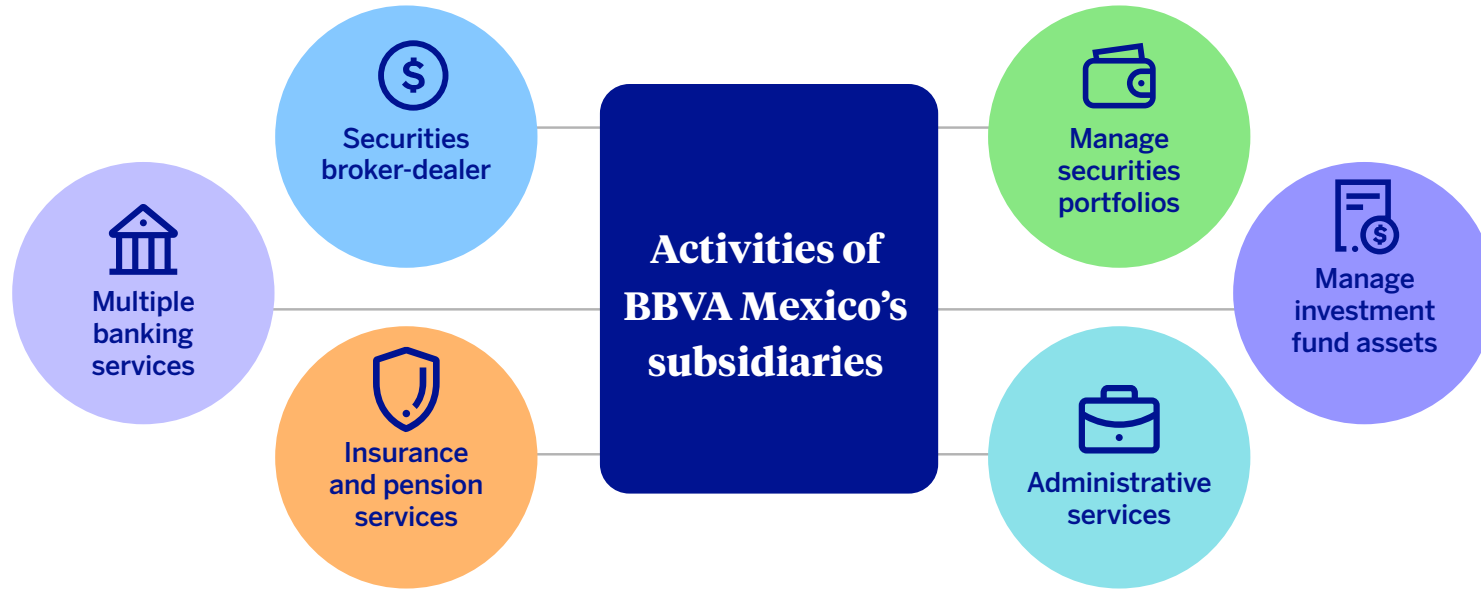 Securities
broker-dealer
Multiple
banking
services
Insurance
and pension
services
Activities of
BBVA Mexico’s
subsidiaries
Manage
securities
portfolios
Manage
investment
fund assets
Administrative
services